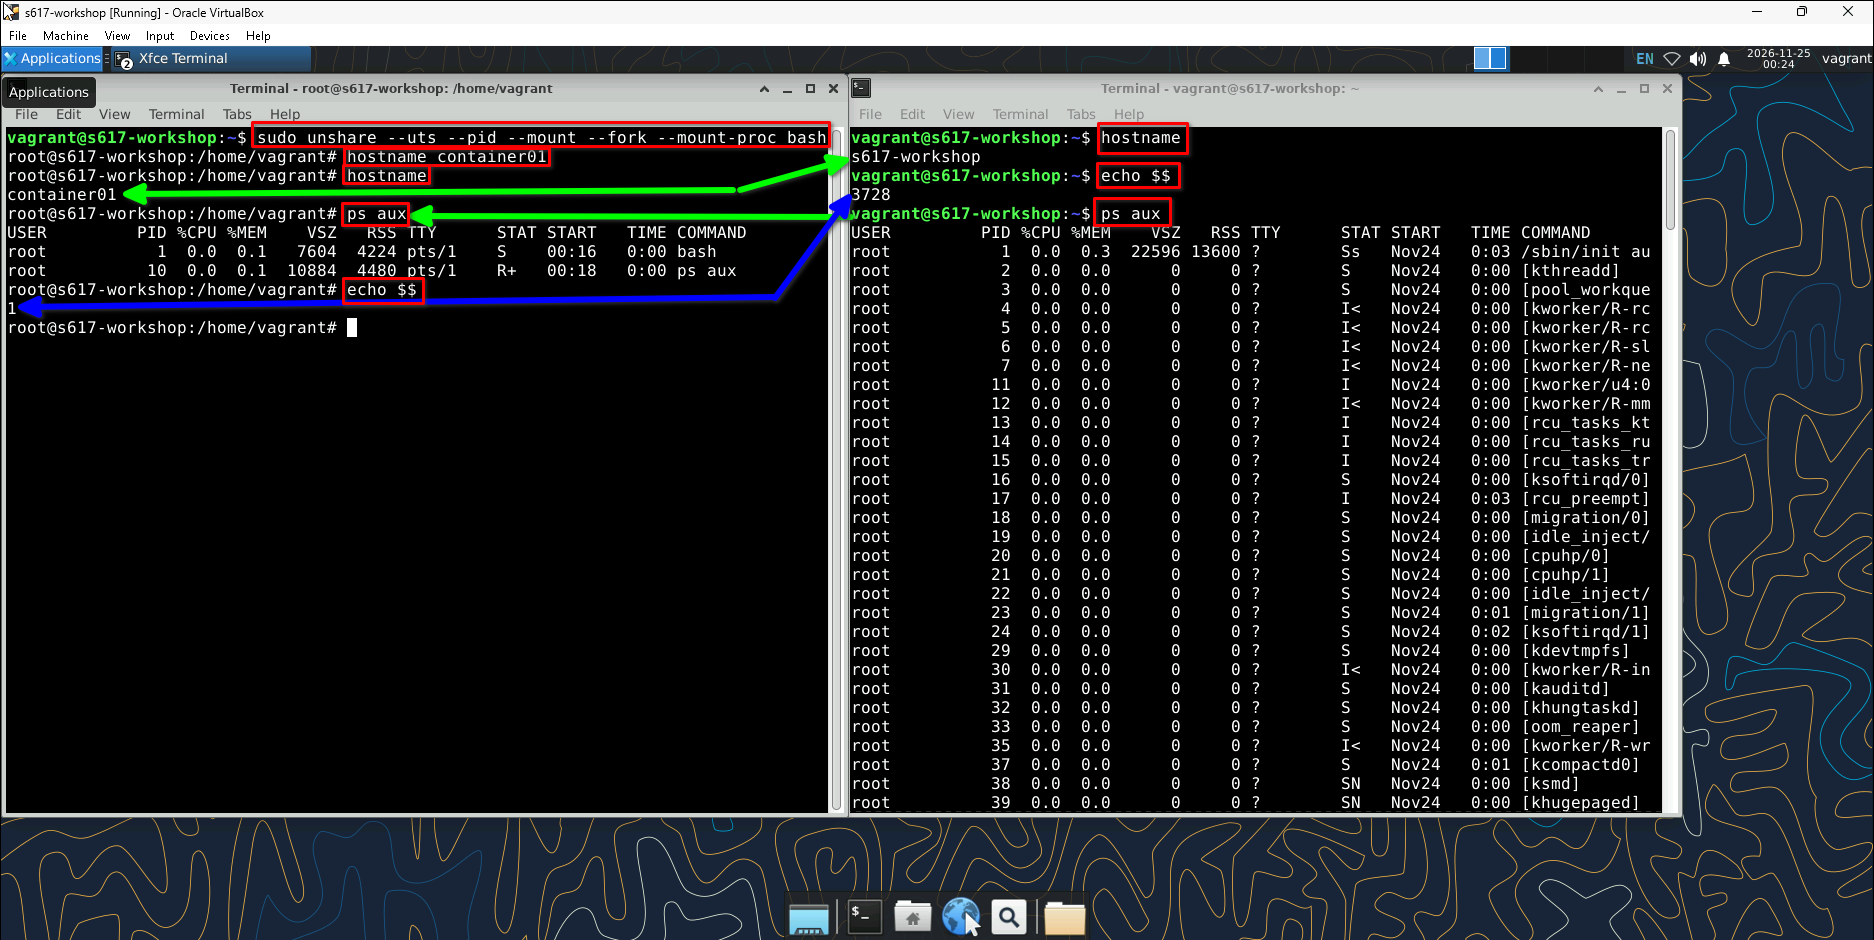 s617-workshop [Running] - Oracle VirtualBox
File Machine View Input Devices Help
Applications Xfce Terminal EN 2026-11-25 vagrant
2 00:24
Applications
Terminal - root@s617-workshop: /home/vagrant
File Edit View Terminal Tabs Help
vagrant@s617-workshop:~$ sudo unshare --uts --pid --mount --fork --mount-proc bash
root@s617-workshop:/home/vagrant# hostname container01
root@s617-workshop:/home/vagrant# hostname
container01
root@s617-workshop:/home/vagrant# ps aux
USER PID %CPU %MEM VSZ RSS TTY STAT START TIME COMMAND
root 1 0.0 0.1 7604 4224 pts/1 S 00:16 0:00 bash
root 10 0.0 0.1 10884 4480 pts/1 R+ 00:18 0:00 ps aux
root@s617-workshop:/home/vagrant# echo $$
1
root@s617-workshop:/home/vagrant#
Terminal - vagrant@s617-workshop: ~
File Edit View Terminal Tabs Help
vagrant@s617-workshop:~$ hostname
s617-workshop
vagrant@s617-workshop:~$ echo $$
3728
vagrant@s617-workshop:~$ ps aux
USER PID %CPU %MEM VSZ RSS TTY STAT START TIME COMMAND
root 1 0.0 0.3 22596 13600 ? Ss Nov24 0:03 /sbin/init au
root 2 0.0 0.0 0 0 ? S Nov24 0:00 [kthreadd]
root 3 0.0 0.0 0 0 ? S Nov24 0:00 [pool_workque
root 4 0.0 0.0 0 0 ? I< Nov24 0:00 [kworker/R-rc
root 5 0.0 0.0 0 0 ? I< Nov24 0:00 [kworker/R-rc
root 6 0.0 0.0 0 0 ? I< Nov24 0:00 [kworker/R-sl
root 7 0.0 0.0 0 0 ? I< Nov24 0:00 [kworker/R-ne
root 11 0.0 0.0 0 0 ? I Nov24 0:00 [kworker/u4:0
root 12 0.0 0.0 0 0 ? I< Nov24 0:00 [kworker/R-mm
root 13 0.0 0.0 0 0 ? I Nov24 0:00 [rcu_tasks_kt
root 14 0.0 0.0 0 0 ? I Nov24 0:00 [rcu_tasks_ru
root 15 0.0 0.0 0 0 ? I Nov24 0:00 [rcu_tasks_tr
root 16 0.0 0.0 0 0 ? S Nov24 0:00 [ksoftirqd/0]
root 17 0.0 0.0 0 0 ? I Nov24 0:03 [rcu_preempt]
root 18 0.0 0.0 0 0 ? S Nov24 0:00 [migration/0]
root 19 0.0 0.0 0 0 ? S Nov24 0:00 [idle_inject/
root 20 0.0 0.0 0 0 ? S Nov24 0:00 [cpuhp/0]
root 21 0.0 0.0 0 0 ? S Nov24 0:00 [cpuhp/1]
root 22 0.0 0.0 0 0 ? S Nov24 0:00 [idle_inject/
root 23 0.0 0.0 0 0 ? S Nov24 0:01 [migration/1]
root 24 0.0 0.0 0 0 ? S Nov24 0:02 [ksoftirqd/1]
root 29 0.0 0.0 0 0 ? S Nov24 0:00 [kdevtmpfs]
root 30 0.0 0.0 0 0 ? I< Nov24 0:00 [kworker/R-in
root 31 0.0 0.0 0 0 ? S Nov24 0:00 [kauditd]
root 32 0.0 0.0 0 0 ? S Nov24 0:00 [khungtaskd]
root 33 0.0 0.0 0 0 ? S Nov24 0:00 [oom_reaper]
root 35 0.0 0.0 0 0 ? I< Nov24 0:00 [kworker/R-wr
root 37 0.0 0.0 0 0 ? S Nov24 0:01 [kcompactd0]
root 38 0.0 0.0 0 0 ? SN Nov24 0:00 [ksmd]
root 39 0.0 0.0 0 0 ? SN Nov24 0:00 [khugepaged]